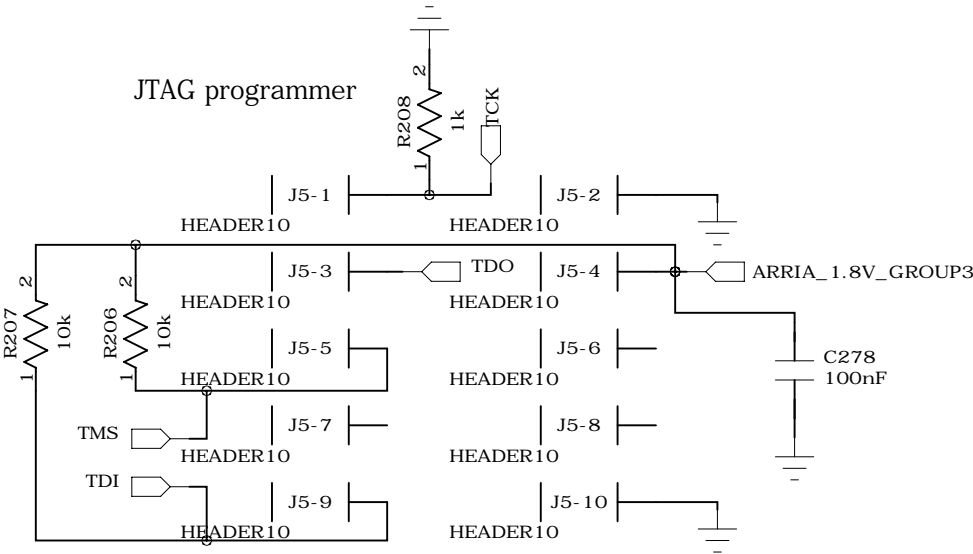 JTAG programmer
2
R208
1k
1
TCK
J5-1
HEADER10
J5-2
HEADER10
2
R207
10k
1
2
R206
10k
1
J5-3
HEADER10
TDO
J5-4
HEADER10
ARRIA_1.8V_GROUP3
J5-5
HEADER10
J5-6
HEADER10
C278
100nF
TMS
J5-7
HEADER10
J5-8
HEADER10
TDI
J5-9
HEADER10
J5-10
HEADER10